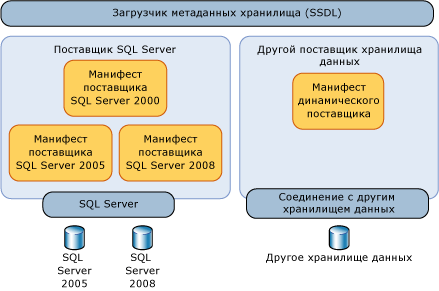 Загрузчик метаданных хранилища (SSDL)
Поставщик SQL Server
Манифест
поставщика
SQL Server 2000
Манифест
поставщика
SQL Server 2005
Манифест
поставщика
SQL Server 2008
SQL Server
SQL
Server
2005
SQL
Server
2008
Другой поставщик хранилища
данных
Манифест
динамического
поставщика
Соединение с другим
хранилищем данных
Другое хранилище данных